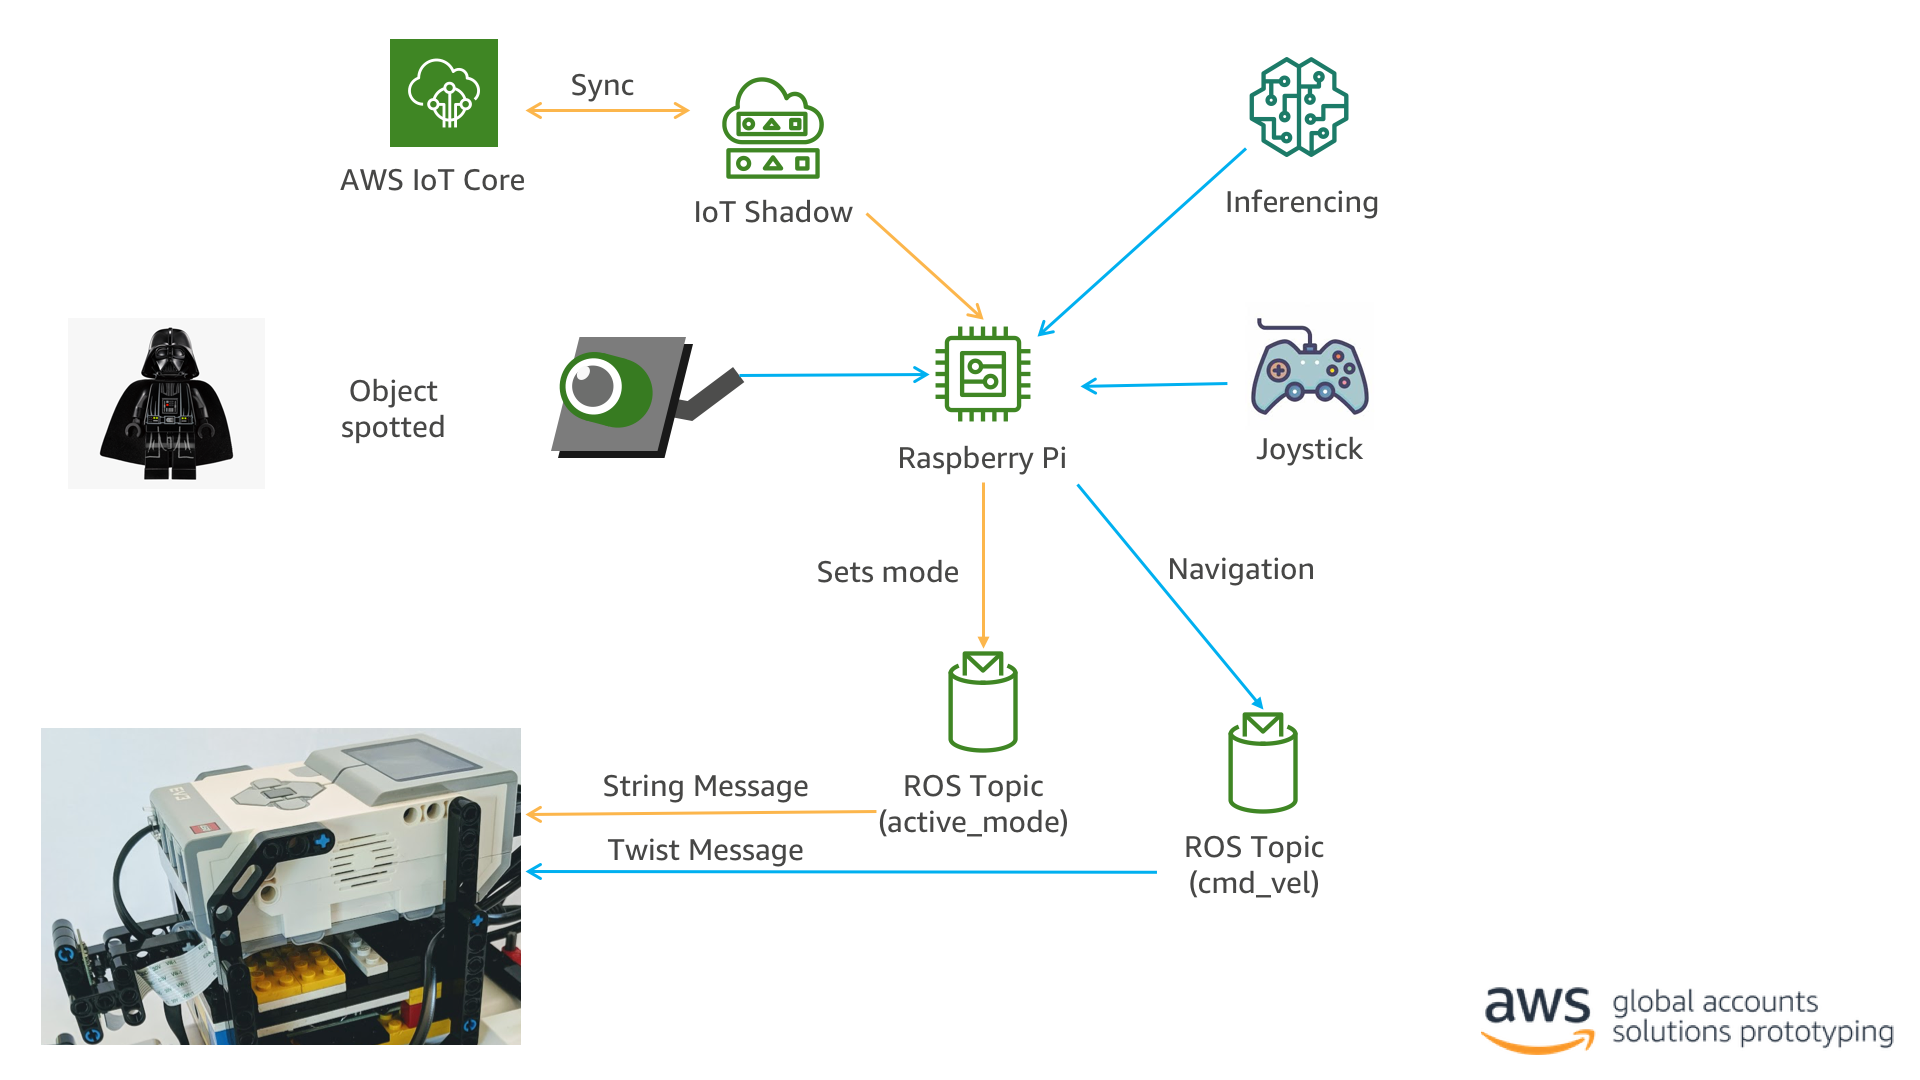 Sync
AWS IoT Core
IoT Shadow
Inferencing
Object
spotted
Raspberry Pi
Joystick
Sets mode
Navigation
String Message
ROS Topic
(active_mode)
Twist Message
ROS Topic
(cmd_vel)
EV3
aws
global accounts
solutions prototyping